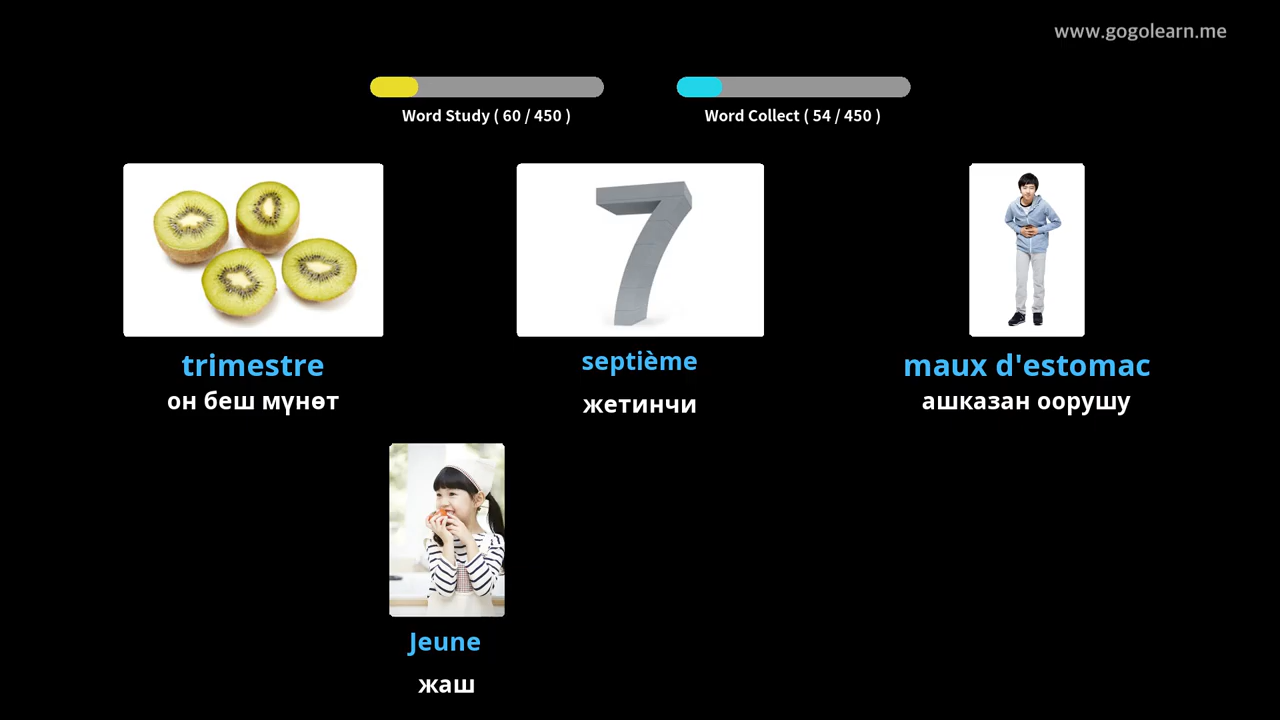 www.gogolearn.me
Word Study ( 60 / 450 )
Word Collect ( 54 / 450 )
trimestre
он беш мүнөт
septième
жетинчи
maux d'estomac
ашказан оорушу
Jeune
жаш